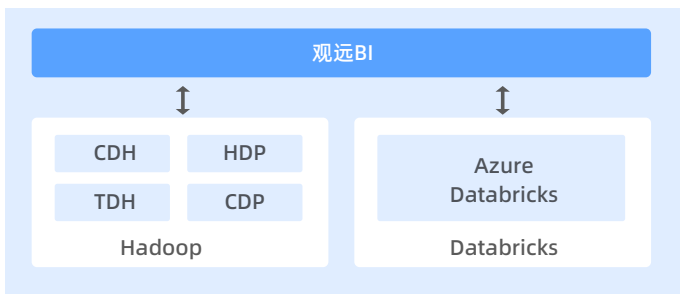 观远BI
CDH
HDP
TDH
CDP
Hadoop
Azure
Databricks
Databricks